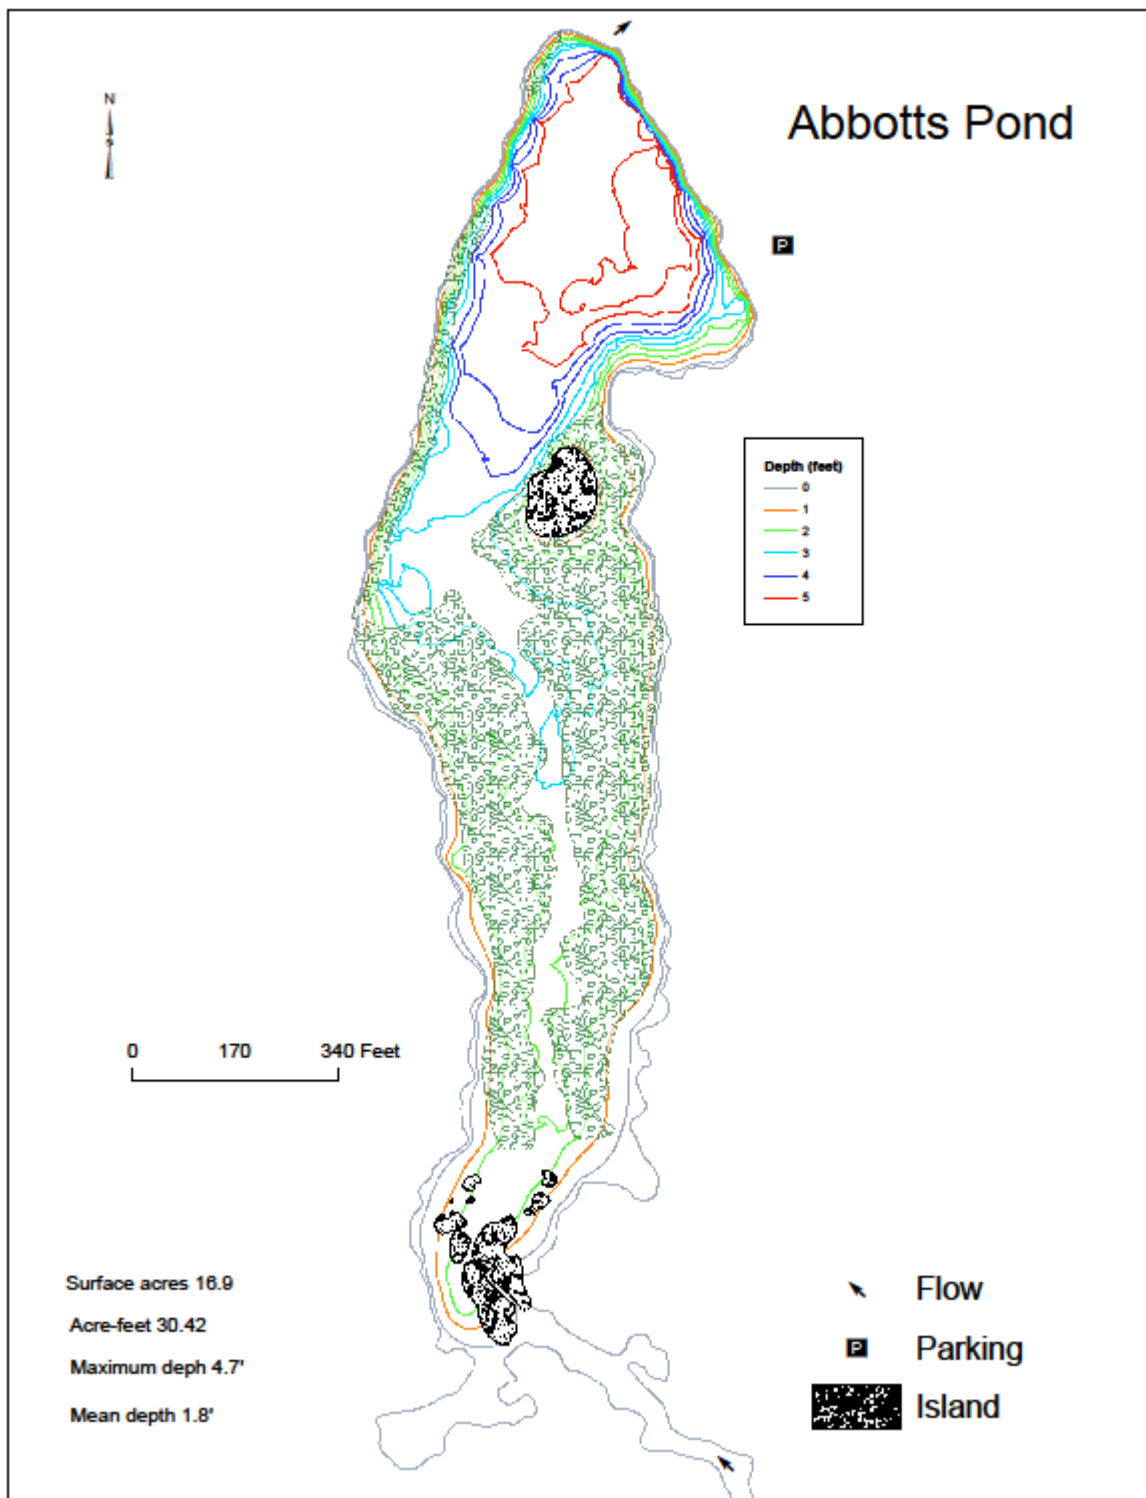 N
Abbotts Pond
P
Depth (feet)
0
1
2
3
4
5
0 170 340 Feet
Surface acres 16.9
Acre-feet 30.42
Maximum deph 4.7'
Mean depth 1.8'
Flow
P Parking
Island